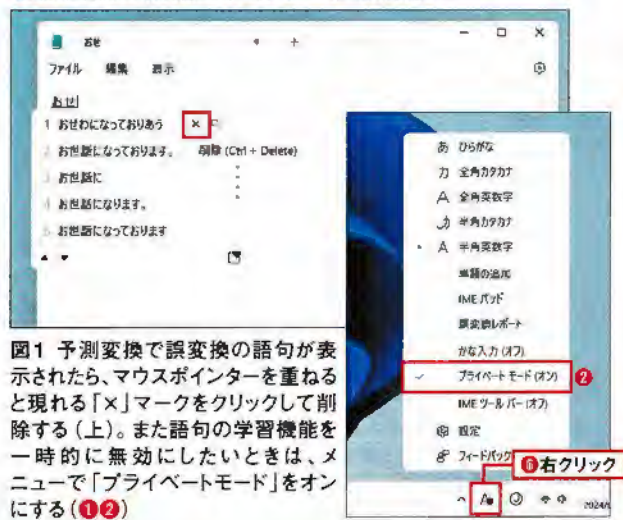 おせ
+
ファイル 編集 表示
おせ
1 おせわになっておりあう
2 お世話になっております。
削除 (Ctrl + Delete)
3 お世話に
4 お世話になります。
5 お世話になっております
あ ひらがな
カ 全角カタカナ
A 全角英数字
カ 半角カタカナ
A 半角英数字
単語の追加
IME パッド
誤変換レポート
かな入力 (オフ)
✓ プライベート モード (オン) ❷
IME ツール バー (オフ)
設定
フィードバック
❻右クリック
A
2024/
図1 予測変換で誤変換の語句が表
示されたら、マウスポインターを重ねる
と現れる「×」マークをクリックして削
除する(上)。また語句の学習機能を
一時的に無効にしたいときは、メ
ニューで「プライベートモード」をオン
にする(❶❷)